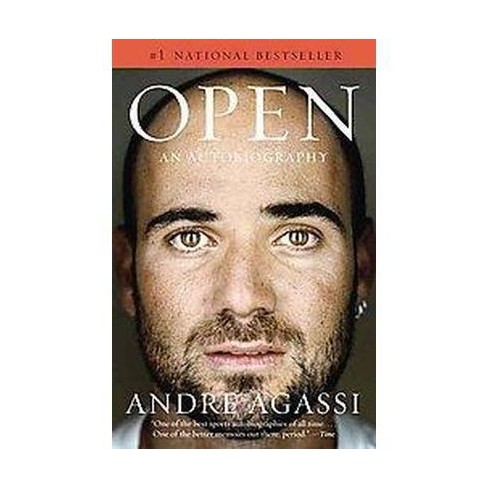 #1 NATIONAL BESTSELLER
OPEN
AN AUTOBIOGRAPHY
ANDRE AGASSI
"One of the best sports autobiographies of all time . . .
One of the better memoirs out there, period." —Time